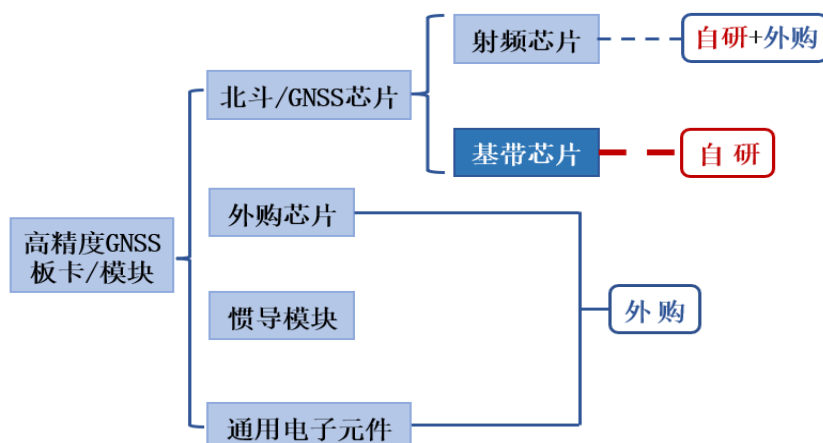 射频芯片
自研+外购
北斗/GNSS芯片
基带芯片
自 研
外购芯片
高精度GNSS
板卡/模块
惯导模块
外 购
通用电子元件